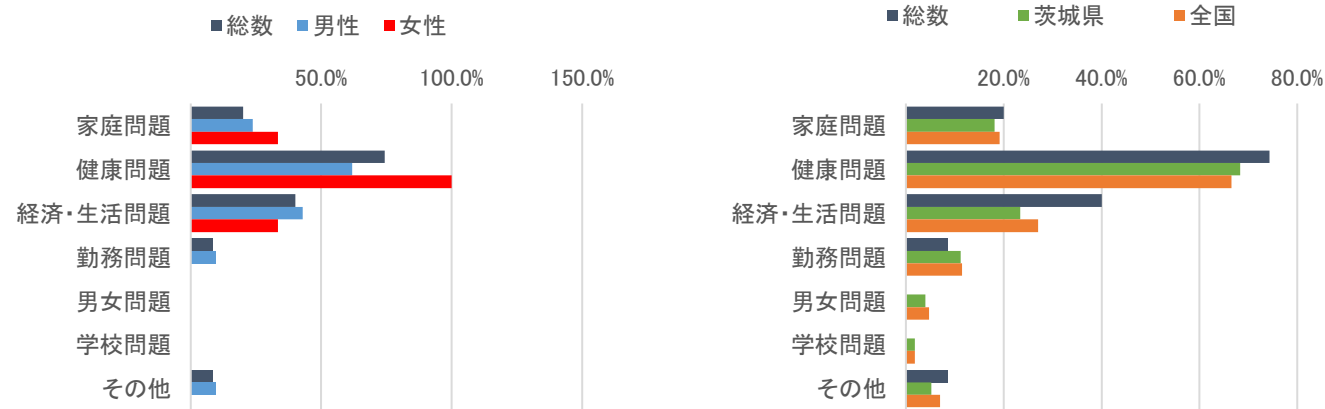 総数 男性 女性
50.0% 100.0% 150.0%
家庭問題
健康問題
経済・生活問題
勤務問題
男女問題
学校問題
その他
総数 茨城県 全国
20.0% 40.0% 60.0% 80.0%
家庭問題
健康問題
経済・生活問題
勤務問題
男女問題
学校問題
その他